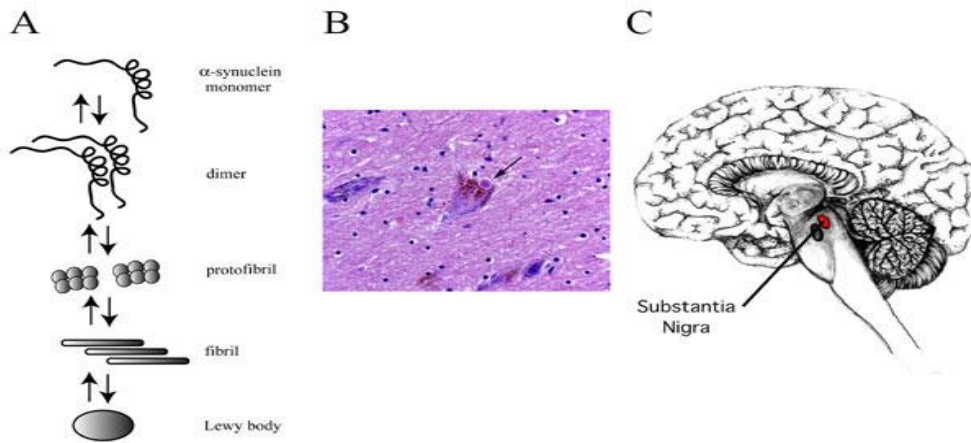 A
B
C
α-synuclein
monomer
dimer
protofibril
fibril
Lewy body
Substantia
Nigra